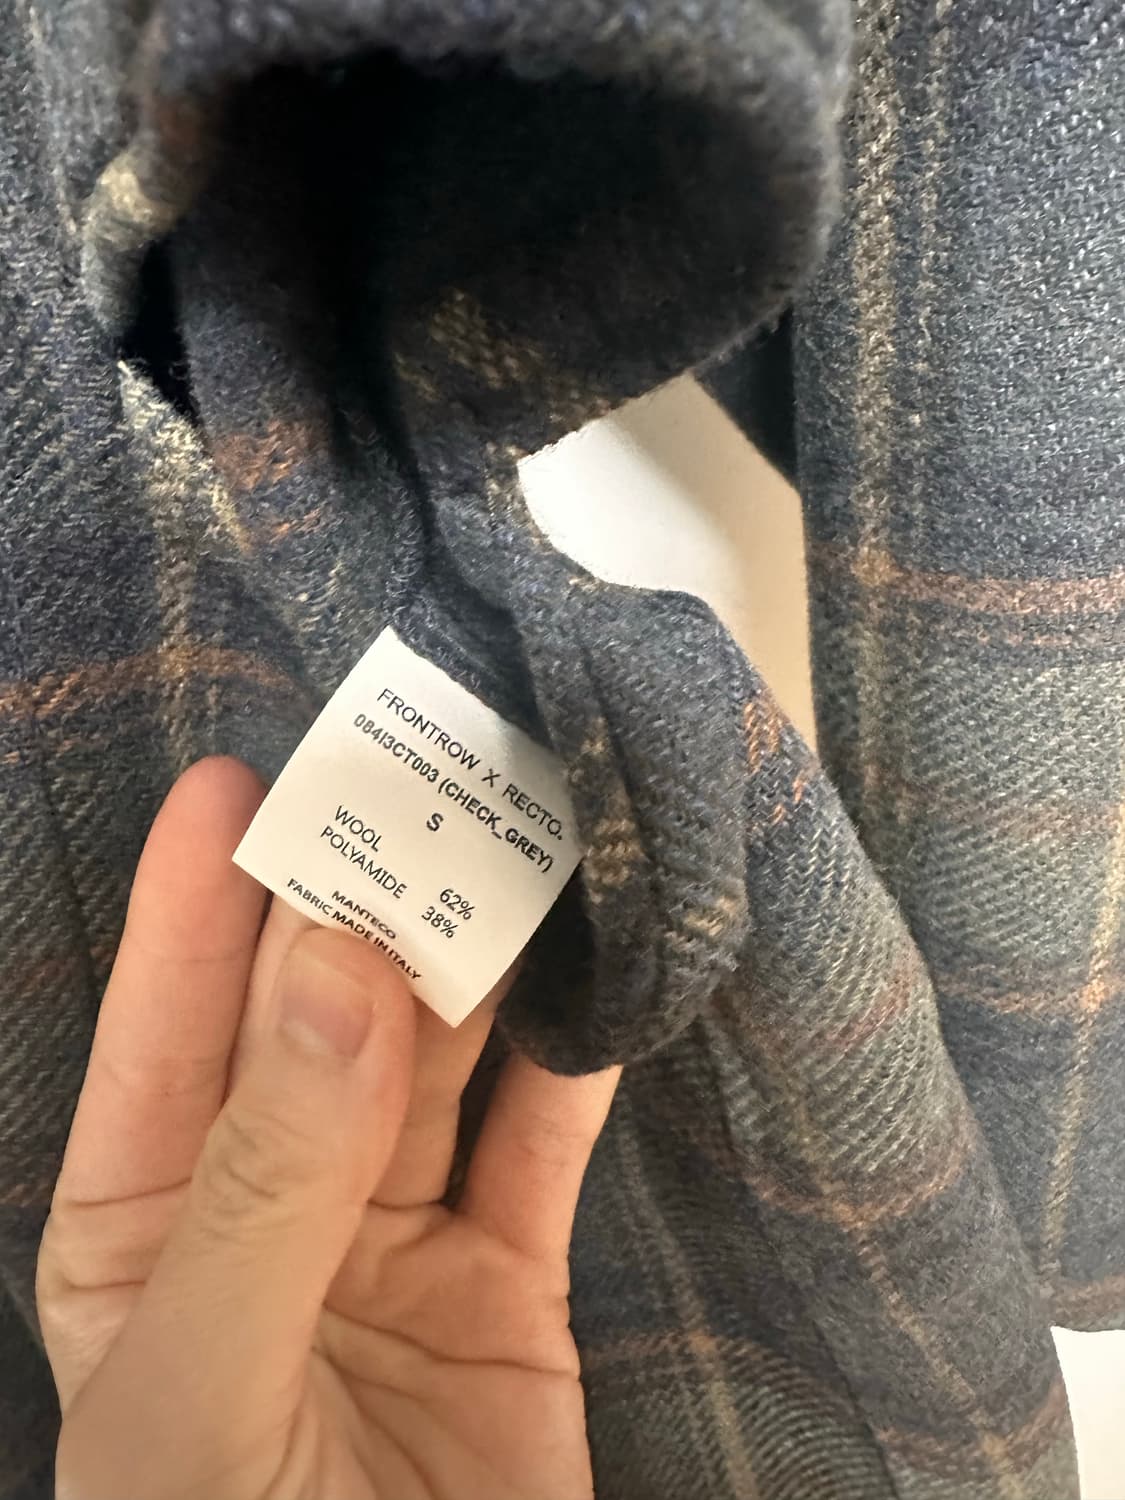 FRONTROW X RECTO.
084I3CT003 (CHECK_GREY)
S
WOOL 62%
POLYAMIDE 38%
MANTECO
FABRIC MADE IN ITALY